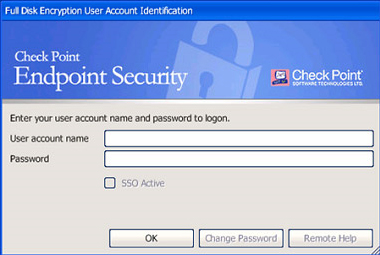 Full Disk Encryption User Account Identification
Check Point
Endpoint Security
Check Point
SOFTWARE TECHNOLOGIES LTD.
Enter your user account name and password to logon.
User account name
Password
SSO Active
OK
Change Password
Remote Help